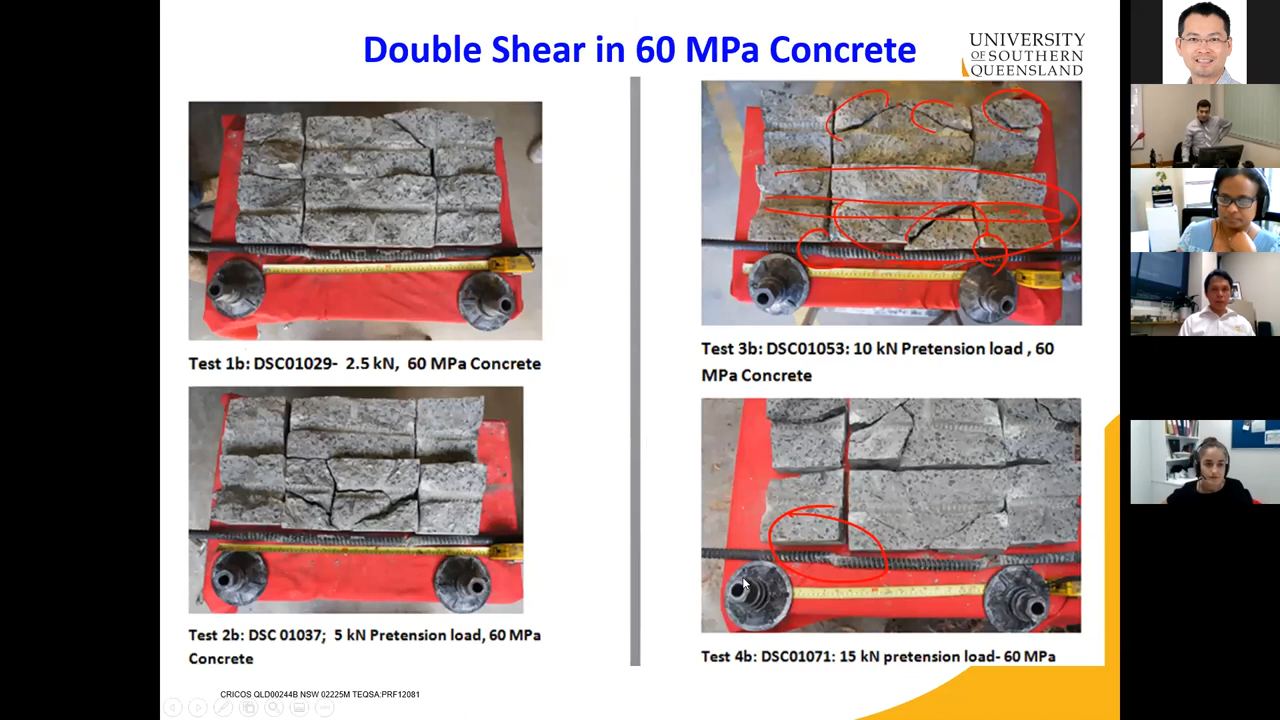 Double Shear in 60 MPa Concrete
UNIVERSITY
OF SOUTHERN
QUEENSLAND
Test 1b: DSC01029- 2.5 kN, 60 MPa Concrete
Test 2b: DSC 01037; 5 kN Pretension load, 60 MPa
Concrete
Test 3b: DSC01053: 10 kN Pretension load , 60
MPa Concrete
Test 4b: DSC01071: 15 kN pretension load- 60 MPa
CRICOS QLD00244B NSW 02225M TEQSA:PRF12081